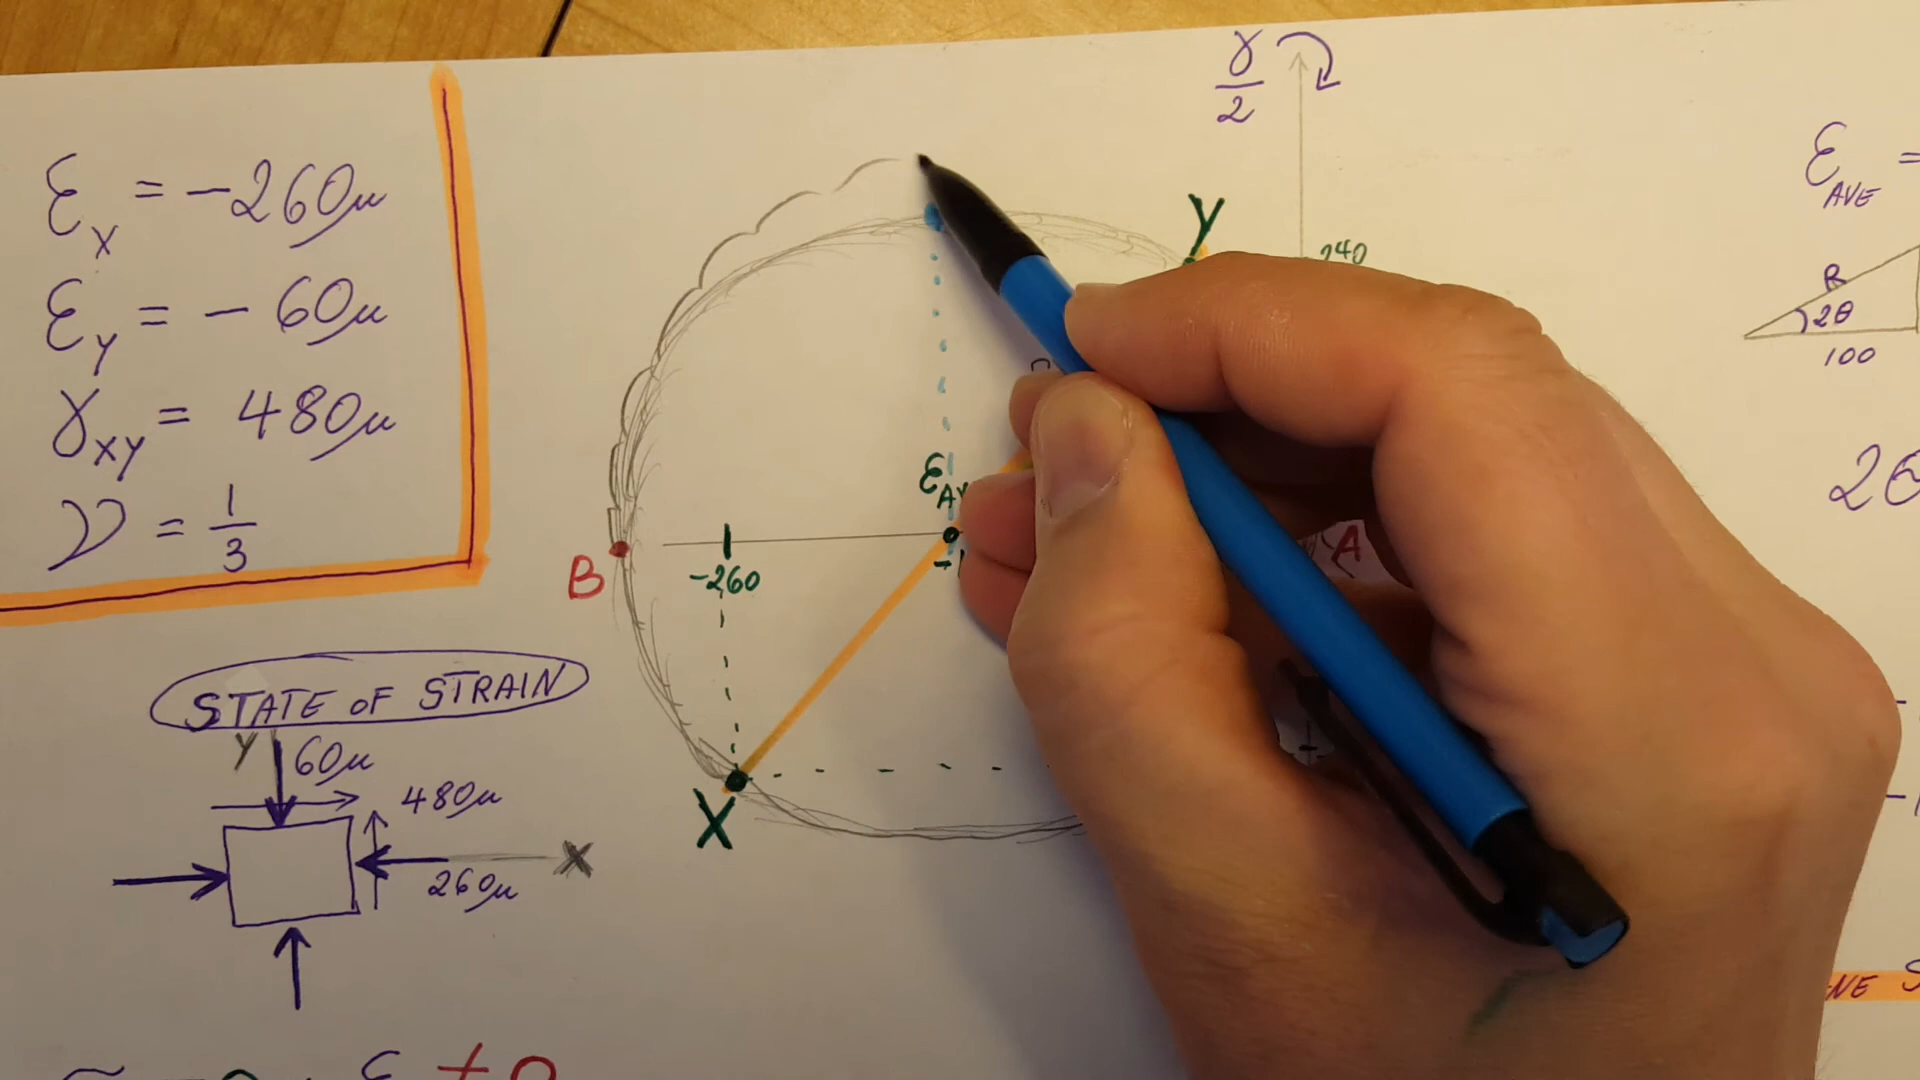 εx = -260μ
εy = - 60μ
γxy = 480μ
ν = 1/3
STATE OF STRAIN
Y
60μ
480μ
X
260μ
γ/2
Y
240
B
-260
A
X
ε AVE =
R
2θ
100